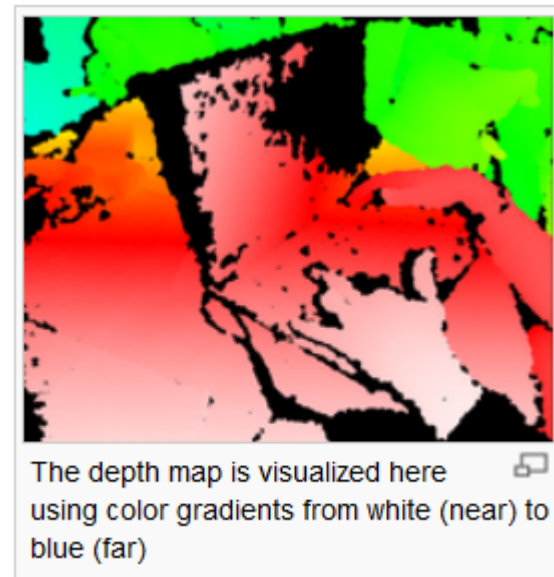 The depth map is visualized here
using color gradients from white (near) to
blue (far)